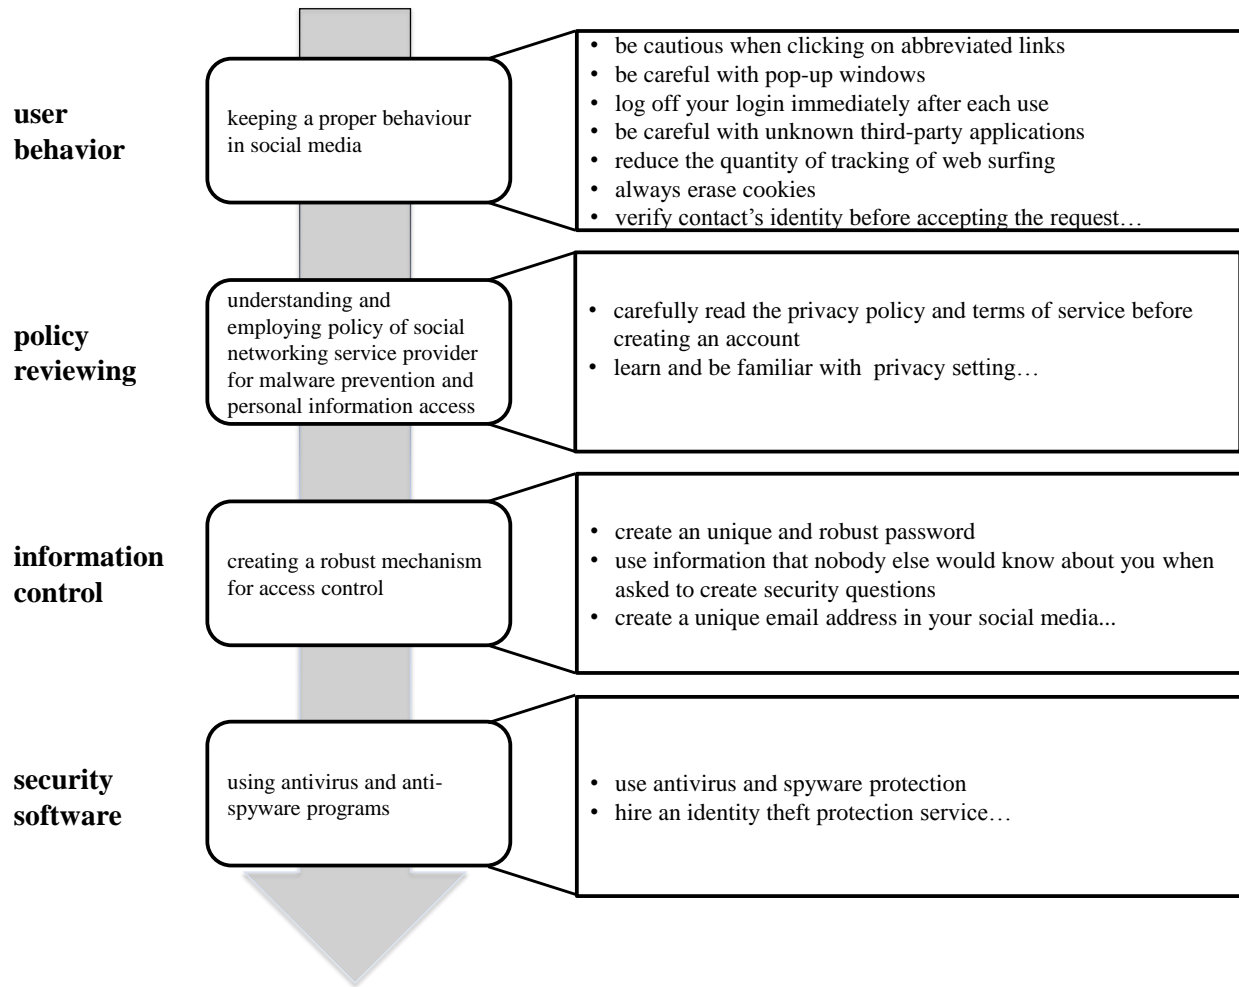 user
behavior
keeping a proper behaviour
in social media
• be cautious when clicking on abbreviated links
• be careful with pop-up windows
• log off your login immediately after each use
• be careful with unknown third-party applications
• reduce the quantity of tracking of web surfing
• always erase cookies
• verify contact’s identity before accepting the request…
policy
reviewing
understanding and
employing policy of social
networking service provider
for malware prevention and
personal information access
• carefully read the privacy policy and terms of service before
creating an account
• learn and be familiar with privacy setting…
information
control
creating a robust mechanism
for access control
• create an unique and robust password
• use information that nobody else would know about you when
asked to create security questions
• create a unique email address in your social media...
security
software
using antivirus and anti-
spyware programs
• use antivirus and spyware protection
• hire an identity theft protection service…